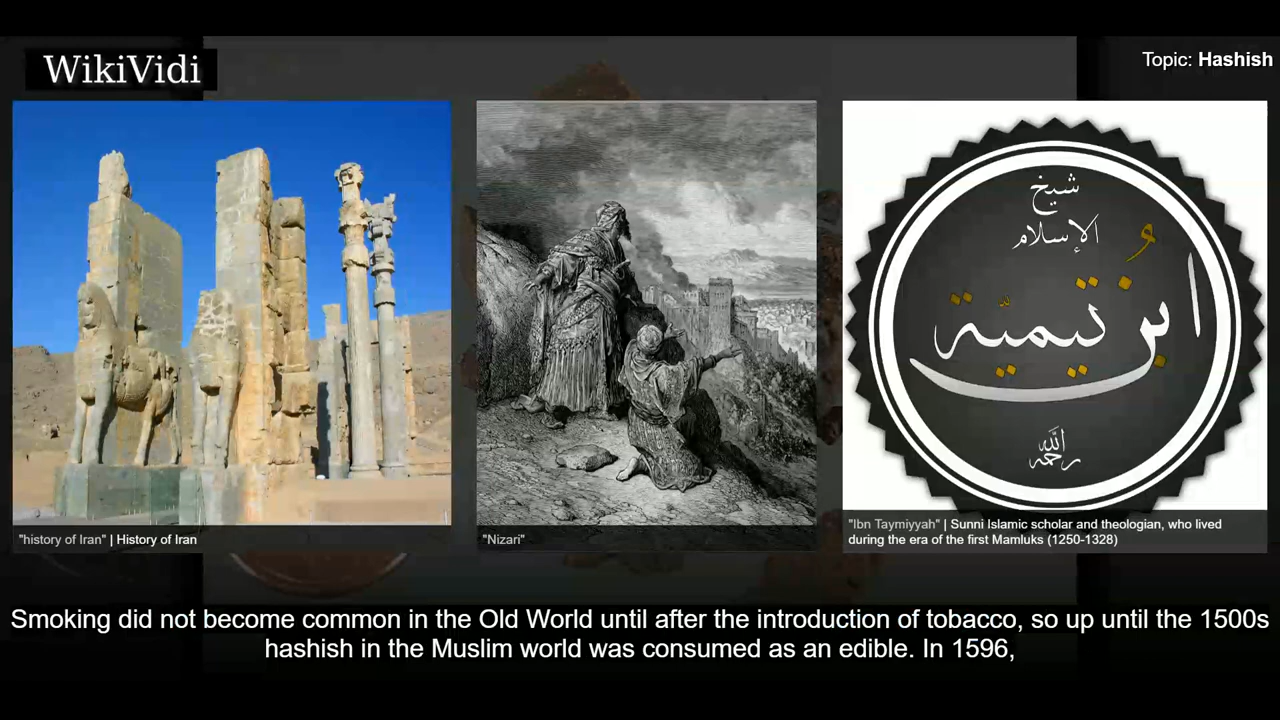 WikiVidi
Topic: Hashish
شيخ
الإسلام
ابن تيمية
رحمه الله
"history of Iran" | History of Iran
"Nizari"
"Ibn Taymiyyah" | Sunni Islamic scholar and theologian, who lived
during the era of the first Mamluks (1250-1328)
Smoking did not become common in the Old World until after the introduction of tobacco, so up until the 1500s
hashish in the Muslim world was consumed as an edible. In 1596,